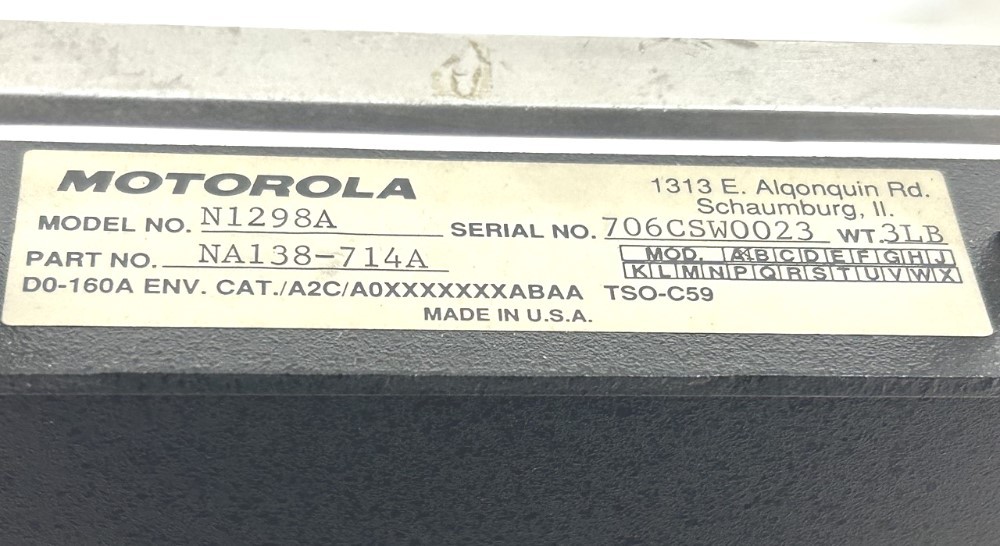 MOTOROLA
1313 E. Alqonquin Rd.
Schaumburg, Il.
MODEL NO. N1298A SERIAL NO. 706CSW0023 WT. 3LB
PART NO. NA138-714A MOD. A B C D E F G H J
K L M N P Q R S T U V W X
D0-160A ENV. CAT./A2C/A0XXXXXXXABAA TSO-C59
MADE IN U.S.A.